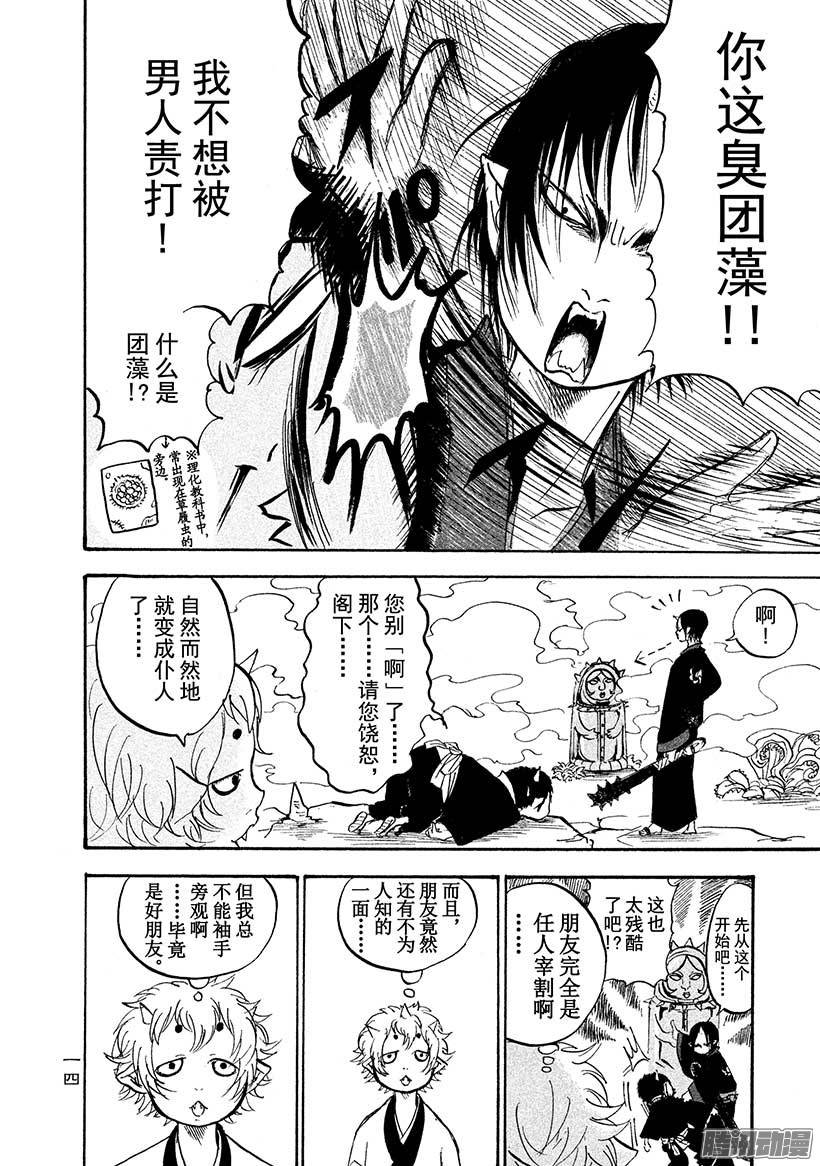 你这臭团藻!!
我不想被
男人责打！
什么是
团藻!?
※理化教科书中，
常出现在草履虫的
旁边。
啊！
您别「啊」了……
那个……请您饶恕，
阁下……
自然而然地
就变成仆人
了……
先从这个
开始吧……
这也
太残酷
了吧!?
朋友完全是
任人宰割啊
而且，
朋友竟然
还有不为
人知的
一面……
但我总
不能袖手
旁观啊
……毕竟
是好朋友。
一四
腾讯动漫